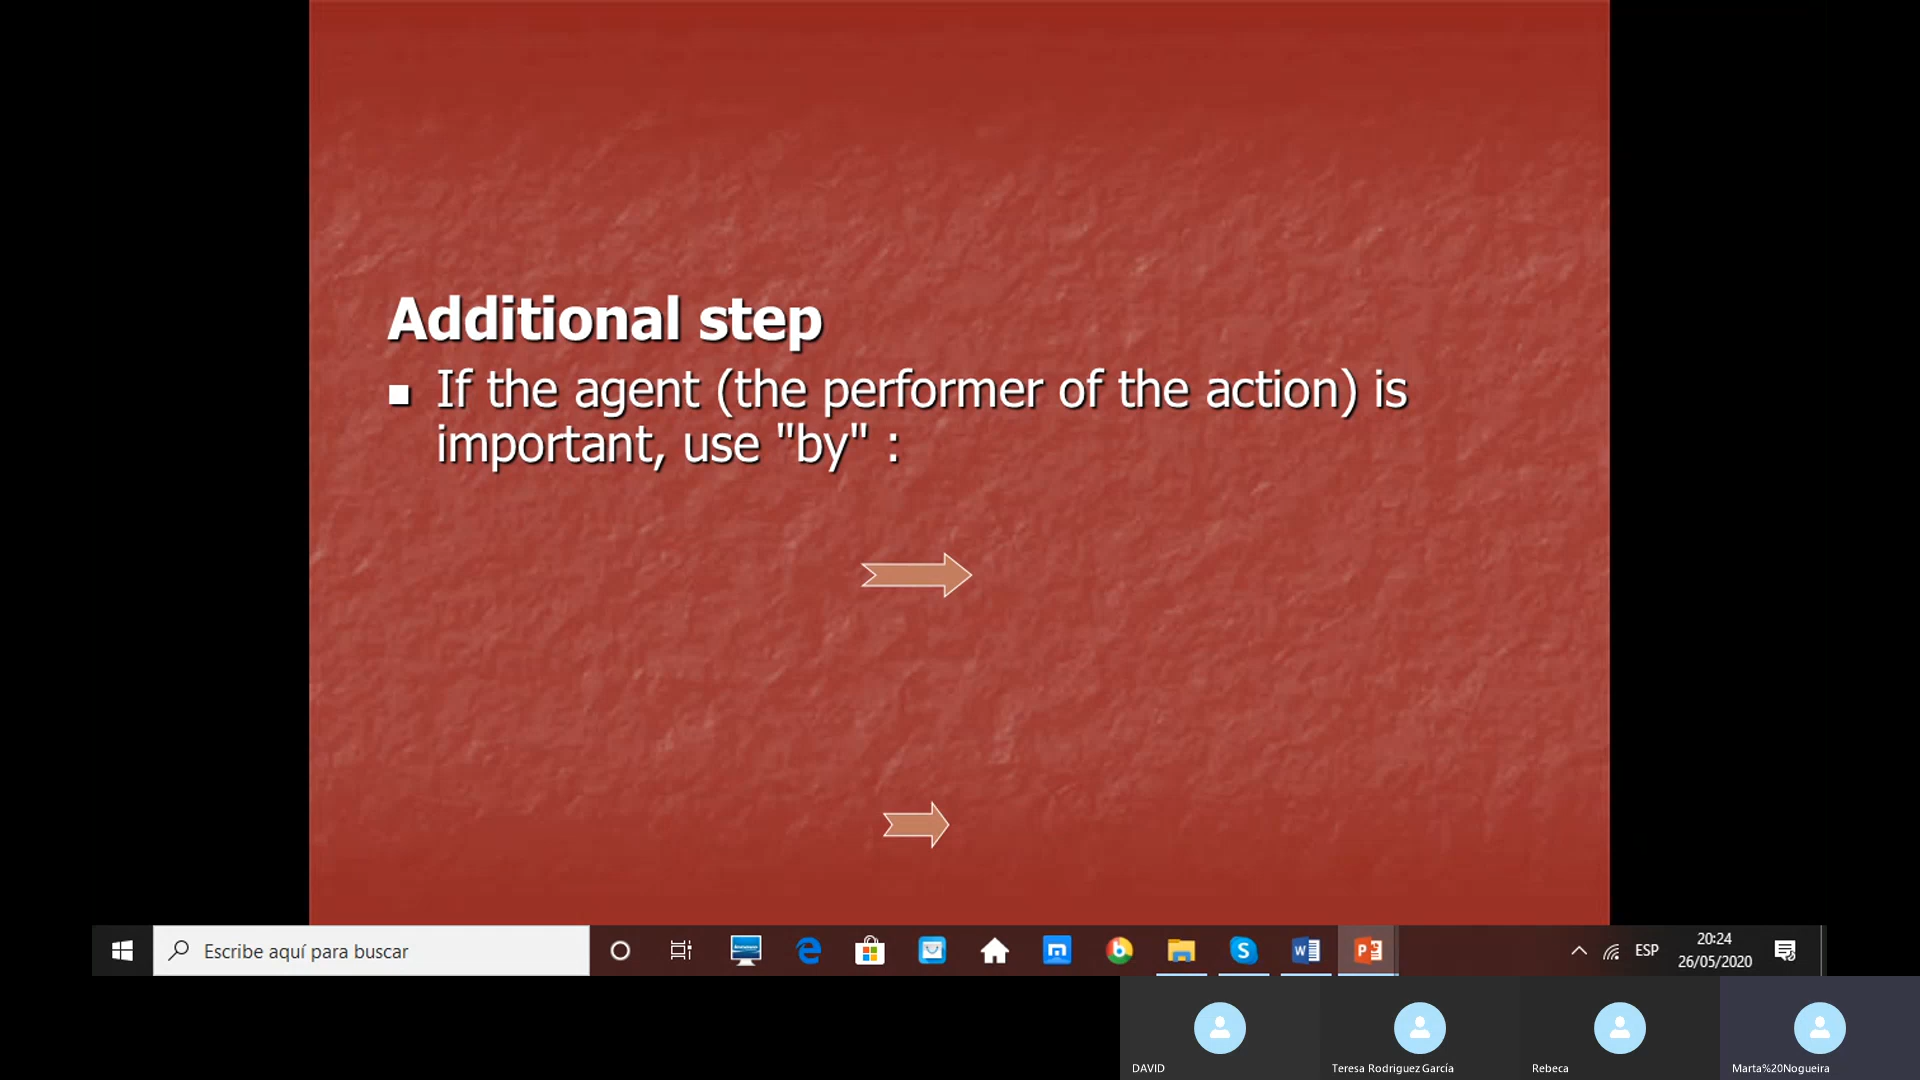 Additional step
If the agent (the performer of the action) is
important, use "by" :
Escribe aquí para buscar
ESP
20:24
26/05/2020
DAVID
Teresa Rodriguez García
Rebeca
Marta%20Nogueira